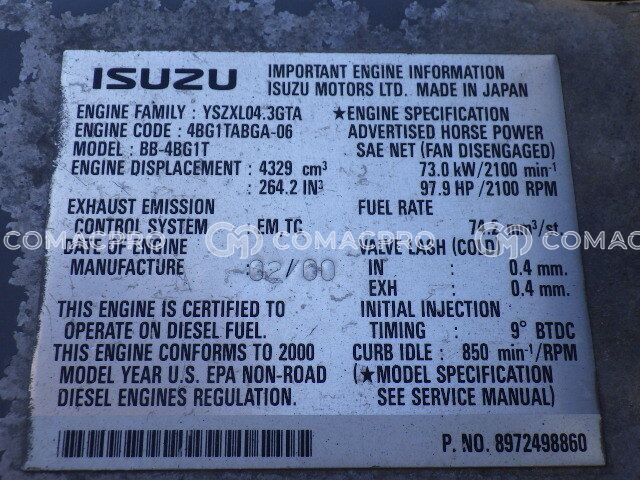 ISUZU
IMPORTANT ENGINE INFORMATION
ISUZU MOTORS LTD. MADE IN JAPAN
ENGINE FAMILY : YSZXL04.3GTA
ENGINE CODE : 4BG1TABGA-06
MODEL : BB-4BG1T
ENGINE DISPLACEMENT : 4329 cm³
264.2 IN³
EXHAUST EMISSION
CONTROL SYSTEM : EM,TC
DATE OF ENGINE
MANUFACTURE : 02/00
THIS ENGINE IS CERTIFIED TO
OPERATE ON DIESEL FUEL.
THIS ENGINE CONFORMS TO 2000
MODEL YEAR U.S. EPA NON-ROAD
DIESEL ENGINES REGULATION.
★ENGINE SPECIFICATION
ADVERTISED HORSE POWER
SAE NET (FAN DISENGAGED)
73.0 kW/2100 min⁻¹
97.9 HP/2100 RPM
FUEL RATE
mm³/st
VALVE LASH (COLD)
IN : 0.4 mm.
EXH : 0.4 mm.
INITIAL INJECTION
TIMING : 9° BTDC
CURB IDLE : 850 min⁻¹/RPM
(★MODEL SPECIFICATION
SEE SERVICE MANUAL)
P. NO. 8972498860
COMACPRO COMACPRO COMACPRO